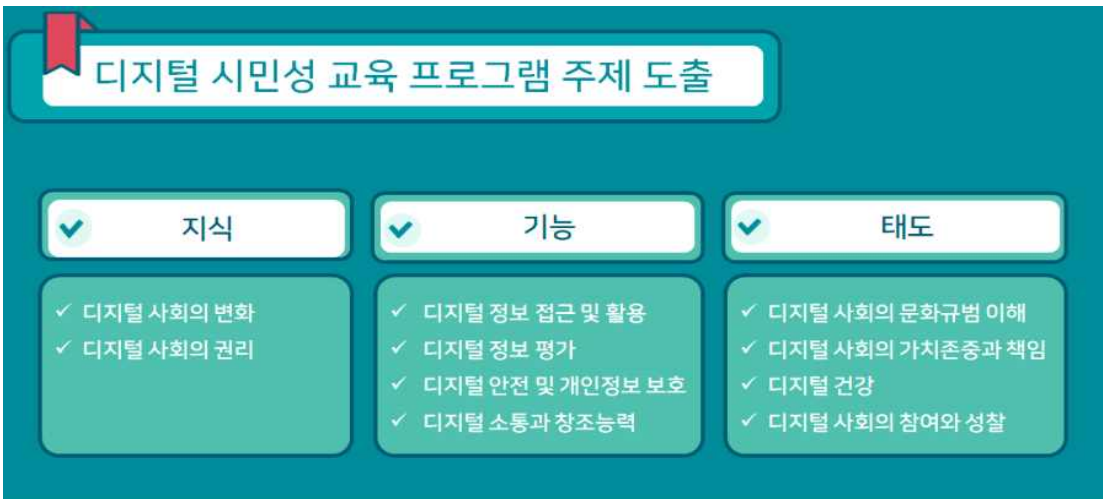 디지털 시민성 교육 프로그램 주제 도출
지식
디지털 사회의 변화
디지털 사회의 권리
기능
디지털 정보 접근 및 활용
디지털 정보 평가
디지털 안전 및 개인정보 보호
디지털 소통과 창조능력
태도
디지털 사회의 문화규범 이해
디지털 사회의 가치존중과 책임
디지털 건강
디지털 사회의 참여와 성찰